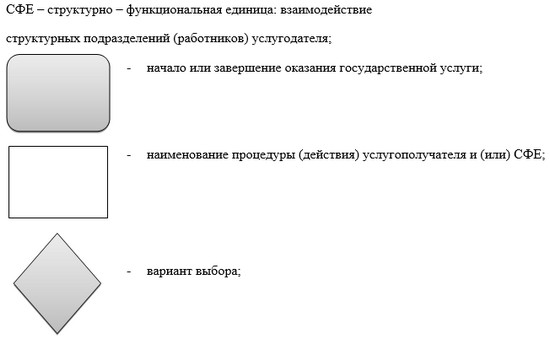 СФЕ – структурно – функциональная единица: взаимодействие
структурных подразделений (работников) услугодателя;
- начало или завершение оказания государственной услуги;
- наименование процедуры (действия) услугополучателя и (или) СФЕ;
- вариант выбора;